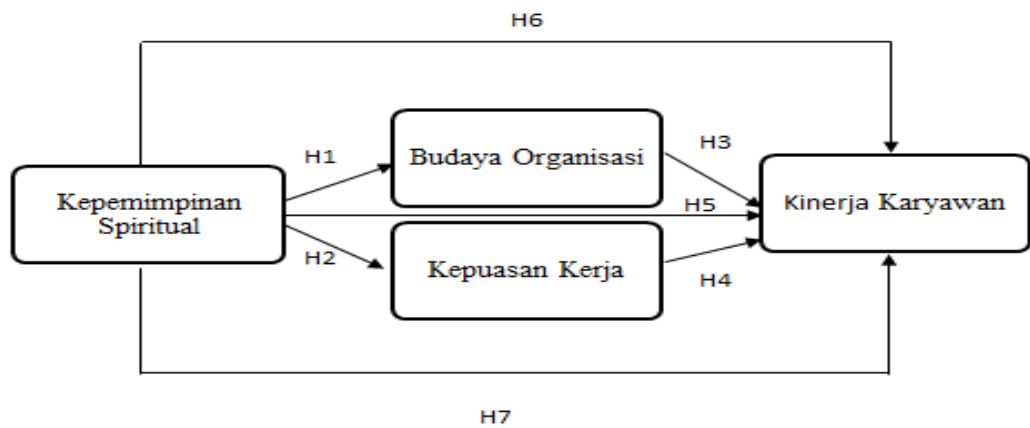 H6
H1
Budaya Organisasi
H3
Kepemimpinan
Spiritual
H5
Kinerja Karyawan
H2
Kepuasan Kerja
H4
H7